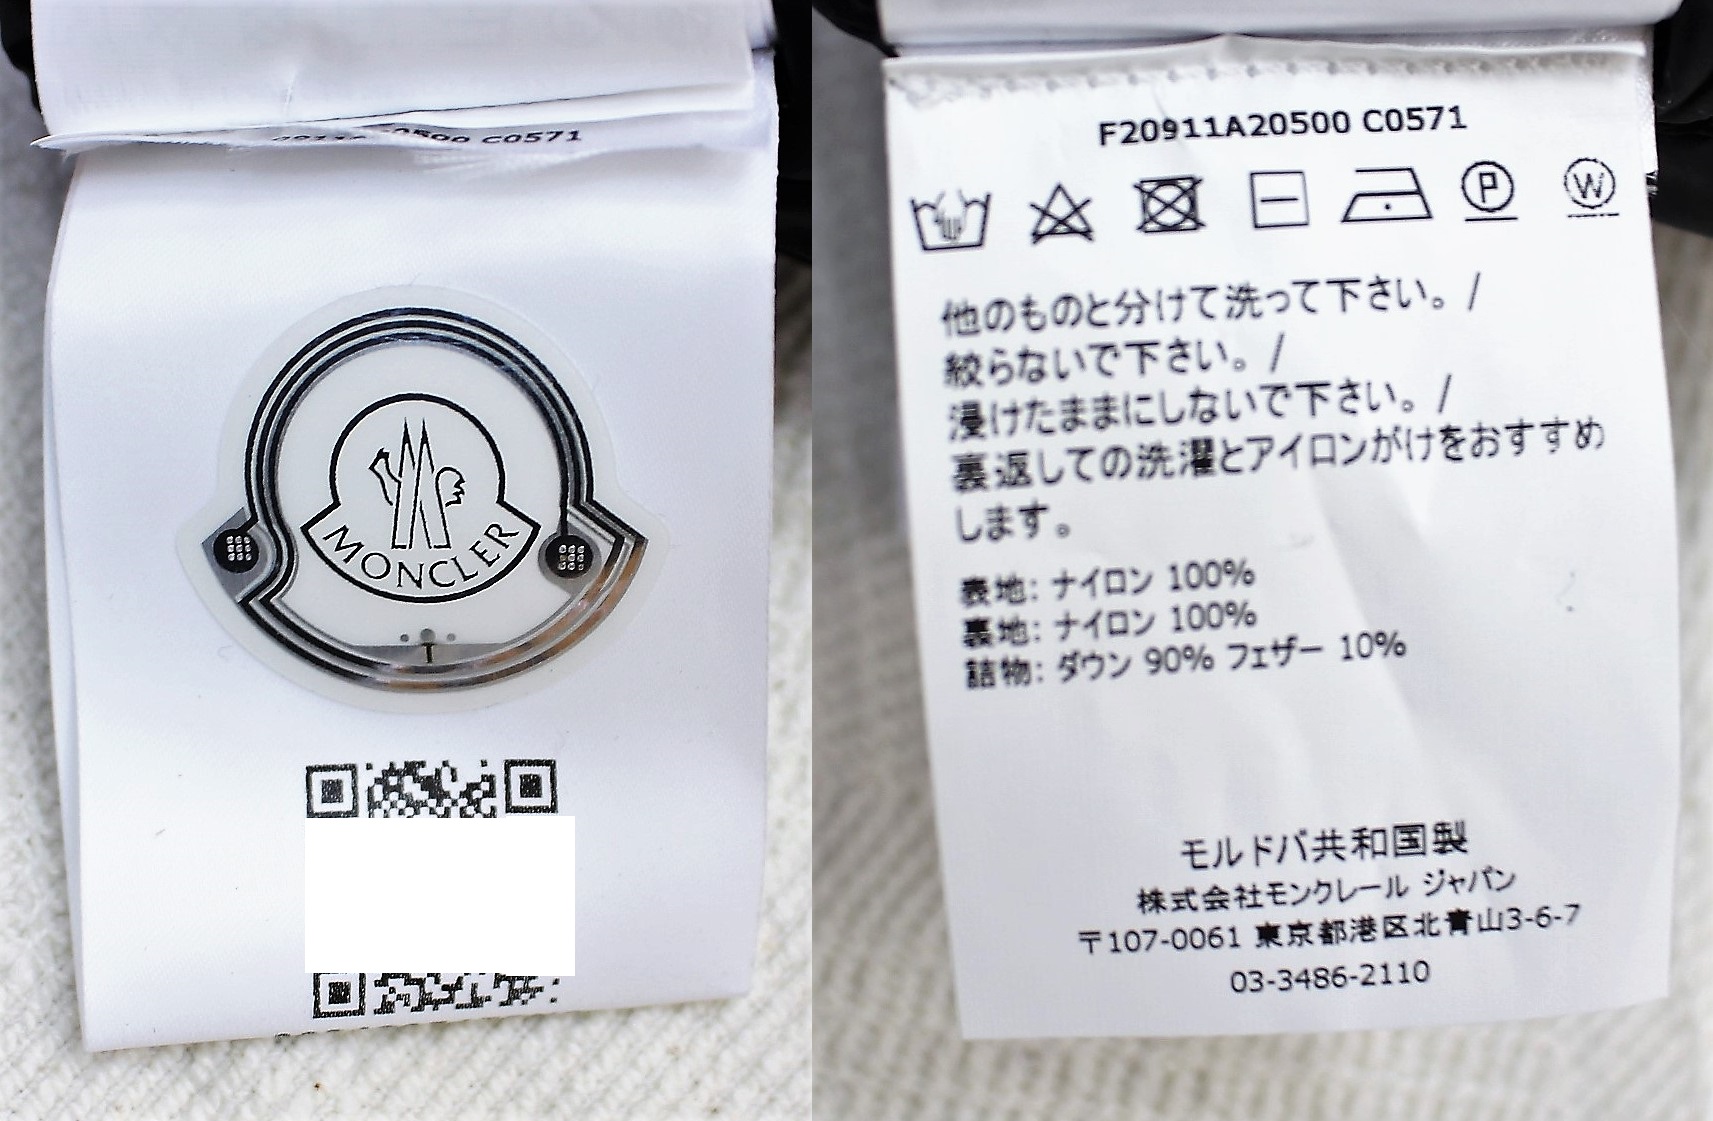 C0571
MONCLER
F20911A20500 C0571
P
W
他のものと分けて洗って下さい。/
絞らないで下さい。/
浸けたままにしないで下さい。/
裏返しての洗濯とアイロンがけをおすすめ
します。
表地: ナイロン 100%
裏地: ナイロン 100%
詰物: ダウン 90% フェザー 10%
モルドバ共和国製
株式会社モンクレール ジャパン
〒107-0061 東京都港区北青山3-6-7
03-3486-2110